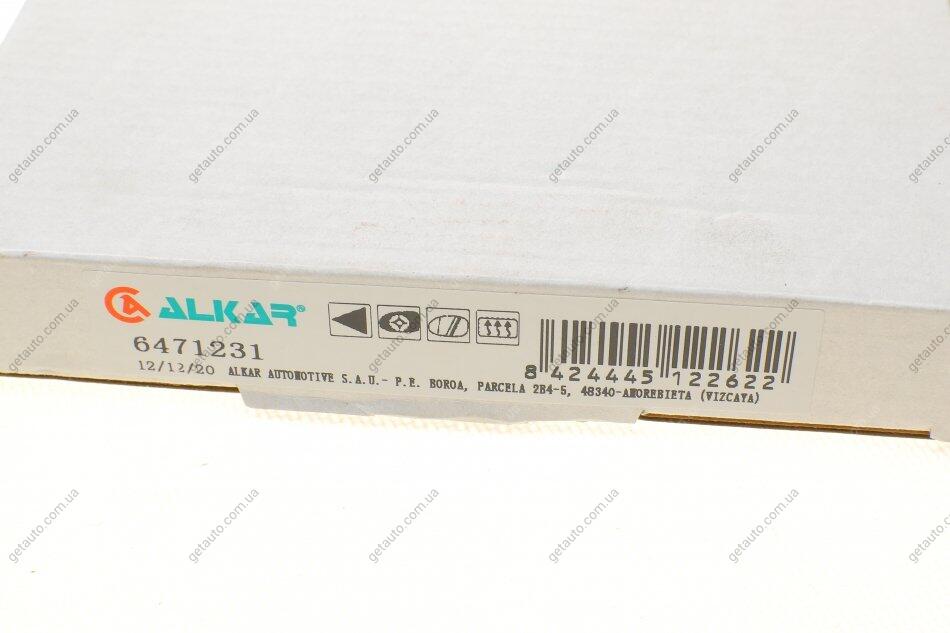 ALKAR®
6471231
12/12/20 ALKAR AUTOMOTIVE S.A.U.- P.E. BOROA, PARCELA 2B4-5, 48340-AMOREBIETA (VIZCAYA)
8 424445 122622
getauto.com.ua